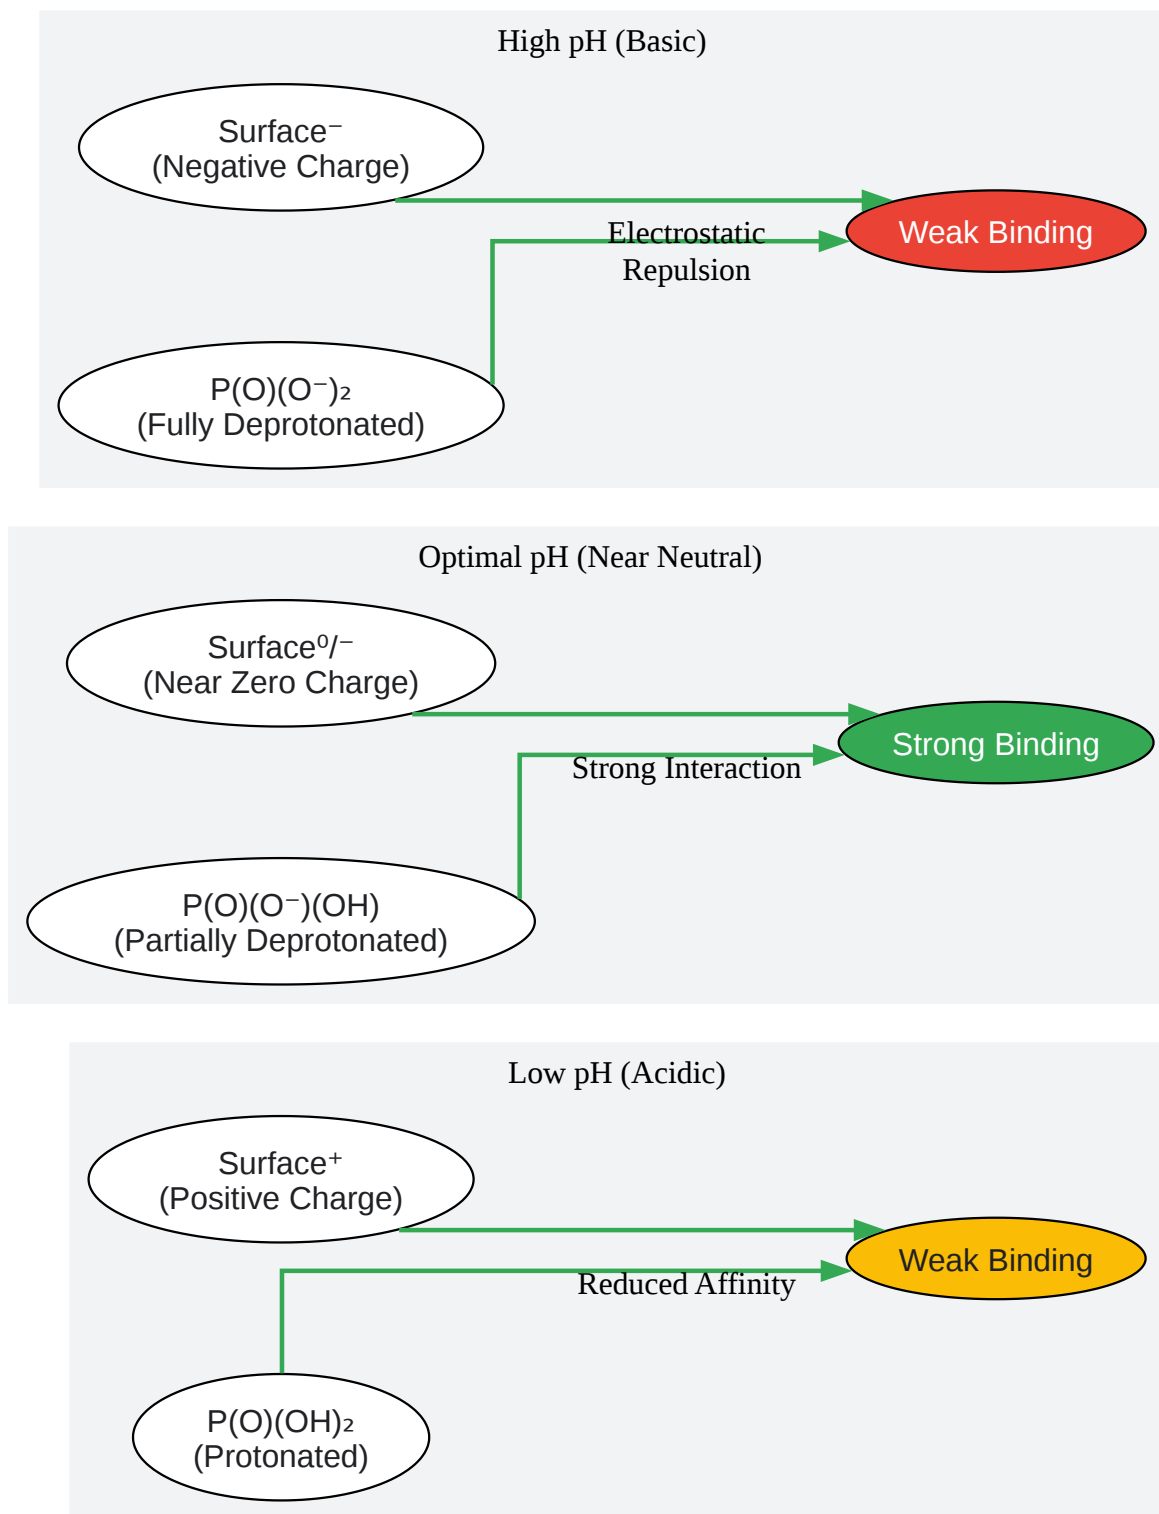 High pH (Basic)
Surface⁻
(Negative Charge)
Weak Binding
Electrostatic
Repulsion
P(O)(O⁻)₂
(Fully Deprotonated)
Optimal pH (Near Neutral)
Surface⁰/⁻
(Near Zero Charge)
Strong Binding
Strong Interaction
P(O)(O⁻)(OH)
(Partially Deprotonated)
Low pH (Acidic)
Surface⁺
(Positive Charge)
Weak Binding
Reduced Affinity
P(O)(OH)₂
(Protonated)